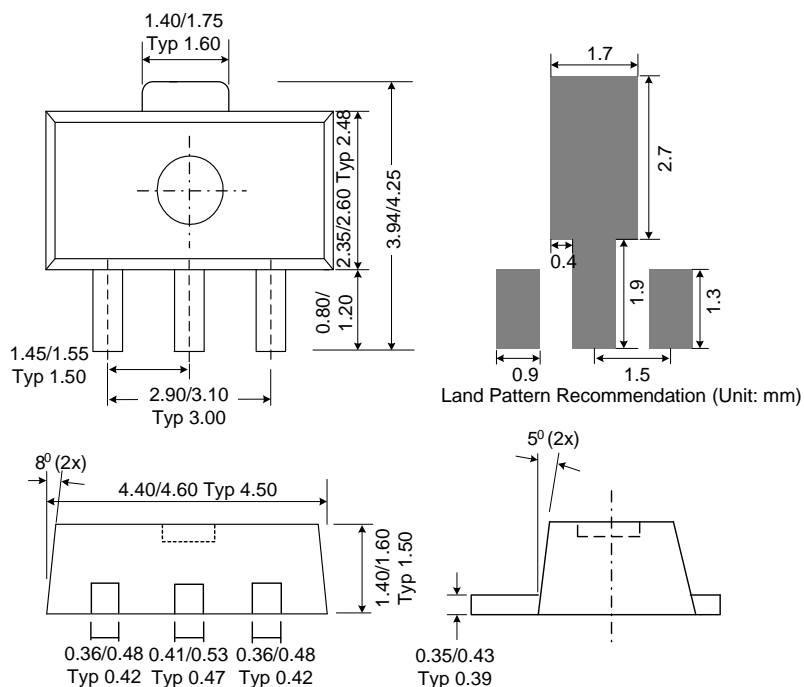 1.40/1.75
Typ 1.60
2.35/2.60 Typ 2.48
3.94/4.25
0.80/
1.20
1.45/1.55
Typ 1.50
2.90/3.10
Typ 3.00
1.7
2.7
0.4
1.9
1.3
0.9
1.5
Land Pattern Recommendation (Unit: mm)
8⁰ (2x)
4.40/4.60 Typ 4.50
1.40/1.60
Typ 1.50
0.36/0.48
Typ 0.42
0.41/0.53
Typ 0.47
0.36/0.48
Typ 0.42
5⁰ (2x)
0.35/0.43
Typ 0.39